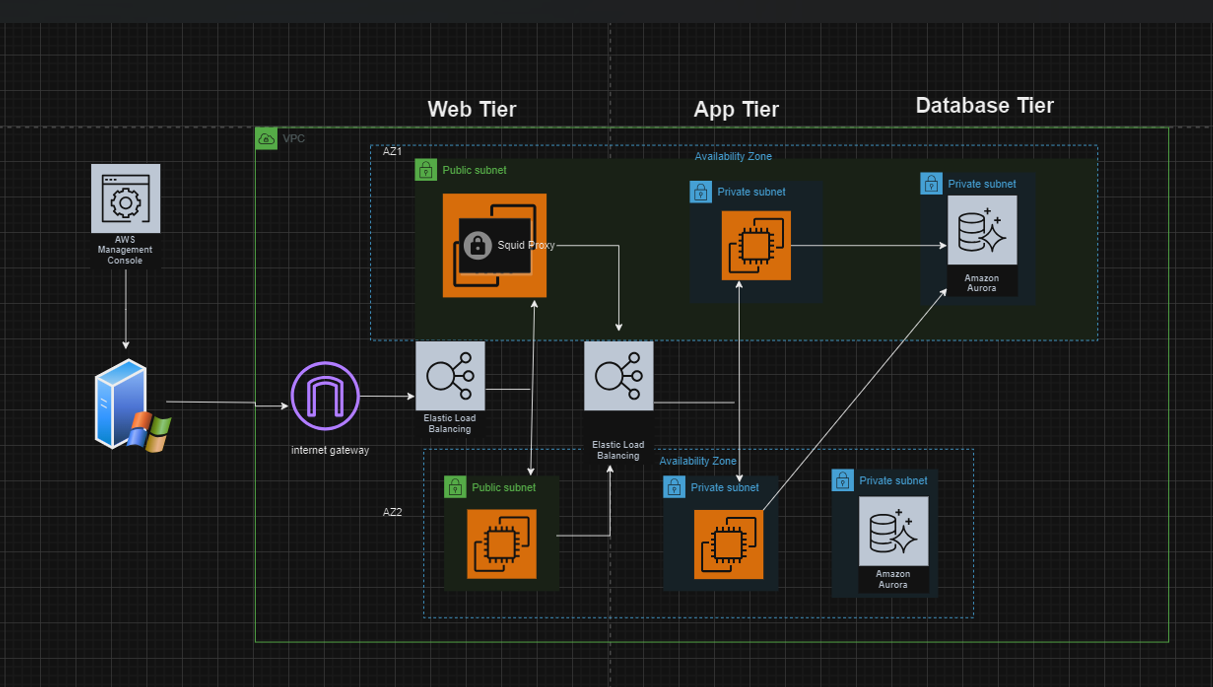 Web Tier
App Tier
Database Tier
VPC
AZ1
Availability Zone
Public subnet
Private subnet
Private subnet
Squid Proxy
AWS
Management
Console
Amazon
Aurora
Elastic Load
Balancing
internet gateway
Elastic Load
Balancing
Availability Zone
Public subnet
Private subnet
Private subnet
AZ2
Amazon
Aurora